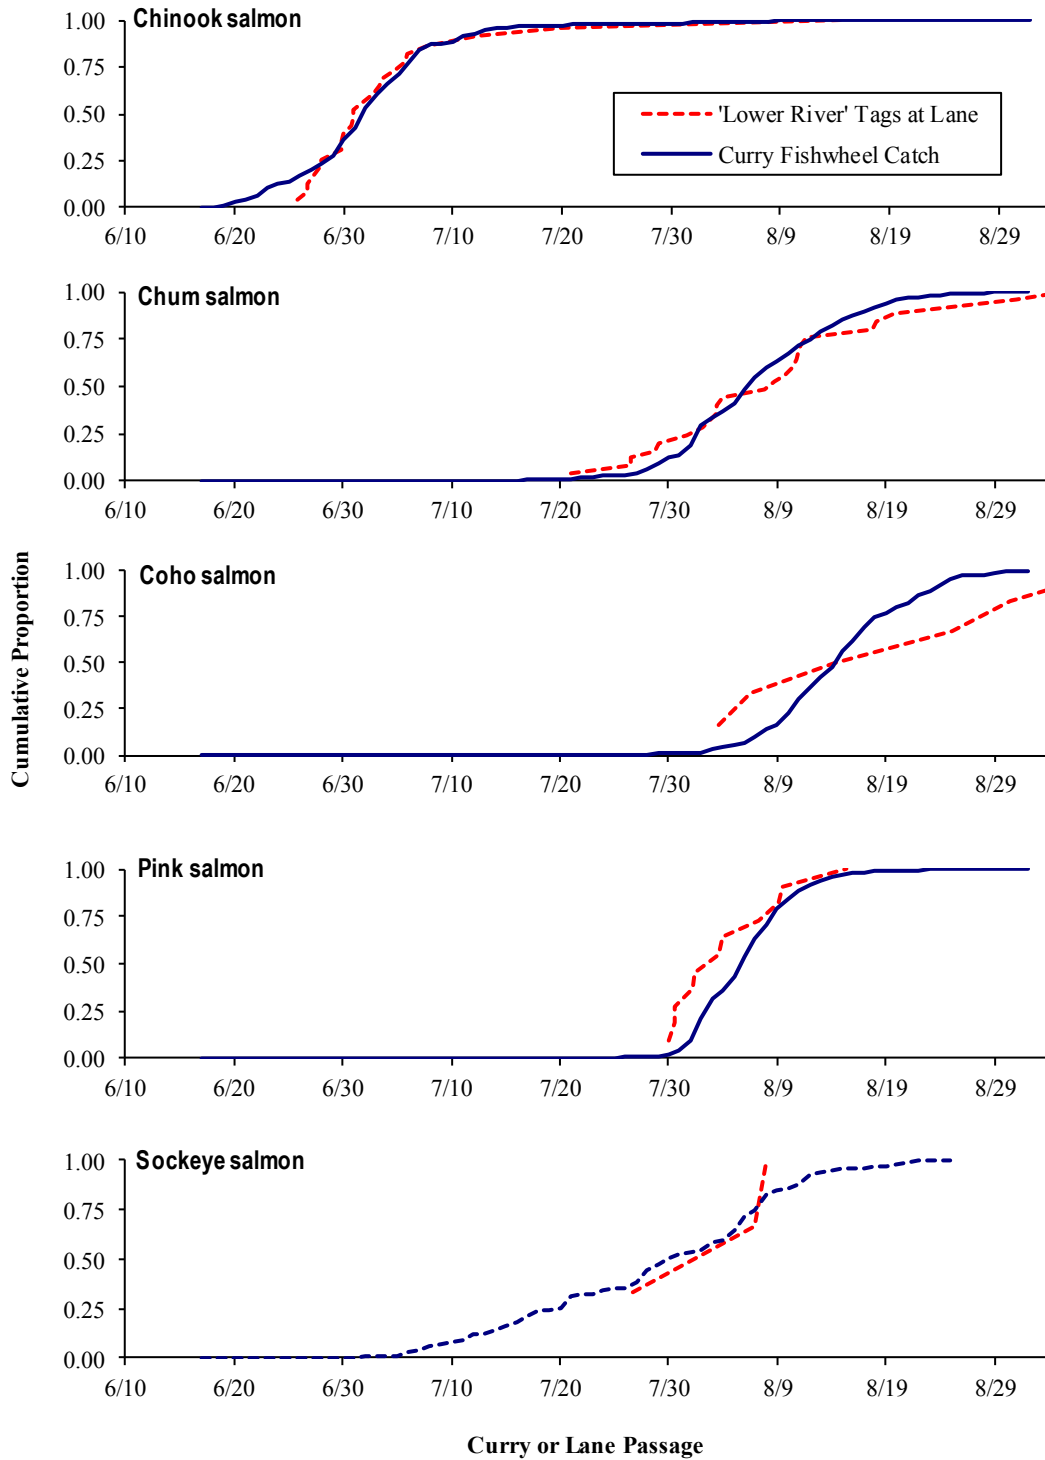 Chinook salmon
1.00
0.75
0.50
0.25
0.00
'Lower River' Tags at Lane
Curry Fishwheel Catch
6/10 6/20 6/30 7/10 7/20 7/30 8/9 8/19 8/29
Chum salmon
1.00
0.75
0.50
0.25
0.00
6/10 6/20 6/30 7/10 7/20 7/30 8/9 8/19 8/29
Cumulative Proportion
Coho salmon
1.00
0.75
0.50
0.25
0.00
6/10 6/20 6/30 7/10 7/20 7/30 8/9 8/19 8/29
Pink salmon
1.00
0.75
0.50
0.25
0.00
6/10 6/20 6/30 7/10 7/20 7/30 8/9 8/19 8/29
Sockeye salmon
1.00
0.75
0.50
0.25
0.00
6/10 6/20 6/30 7/10 7/20 7/30 8/9 8/19 8/29
Curry or Lane Passage